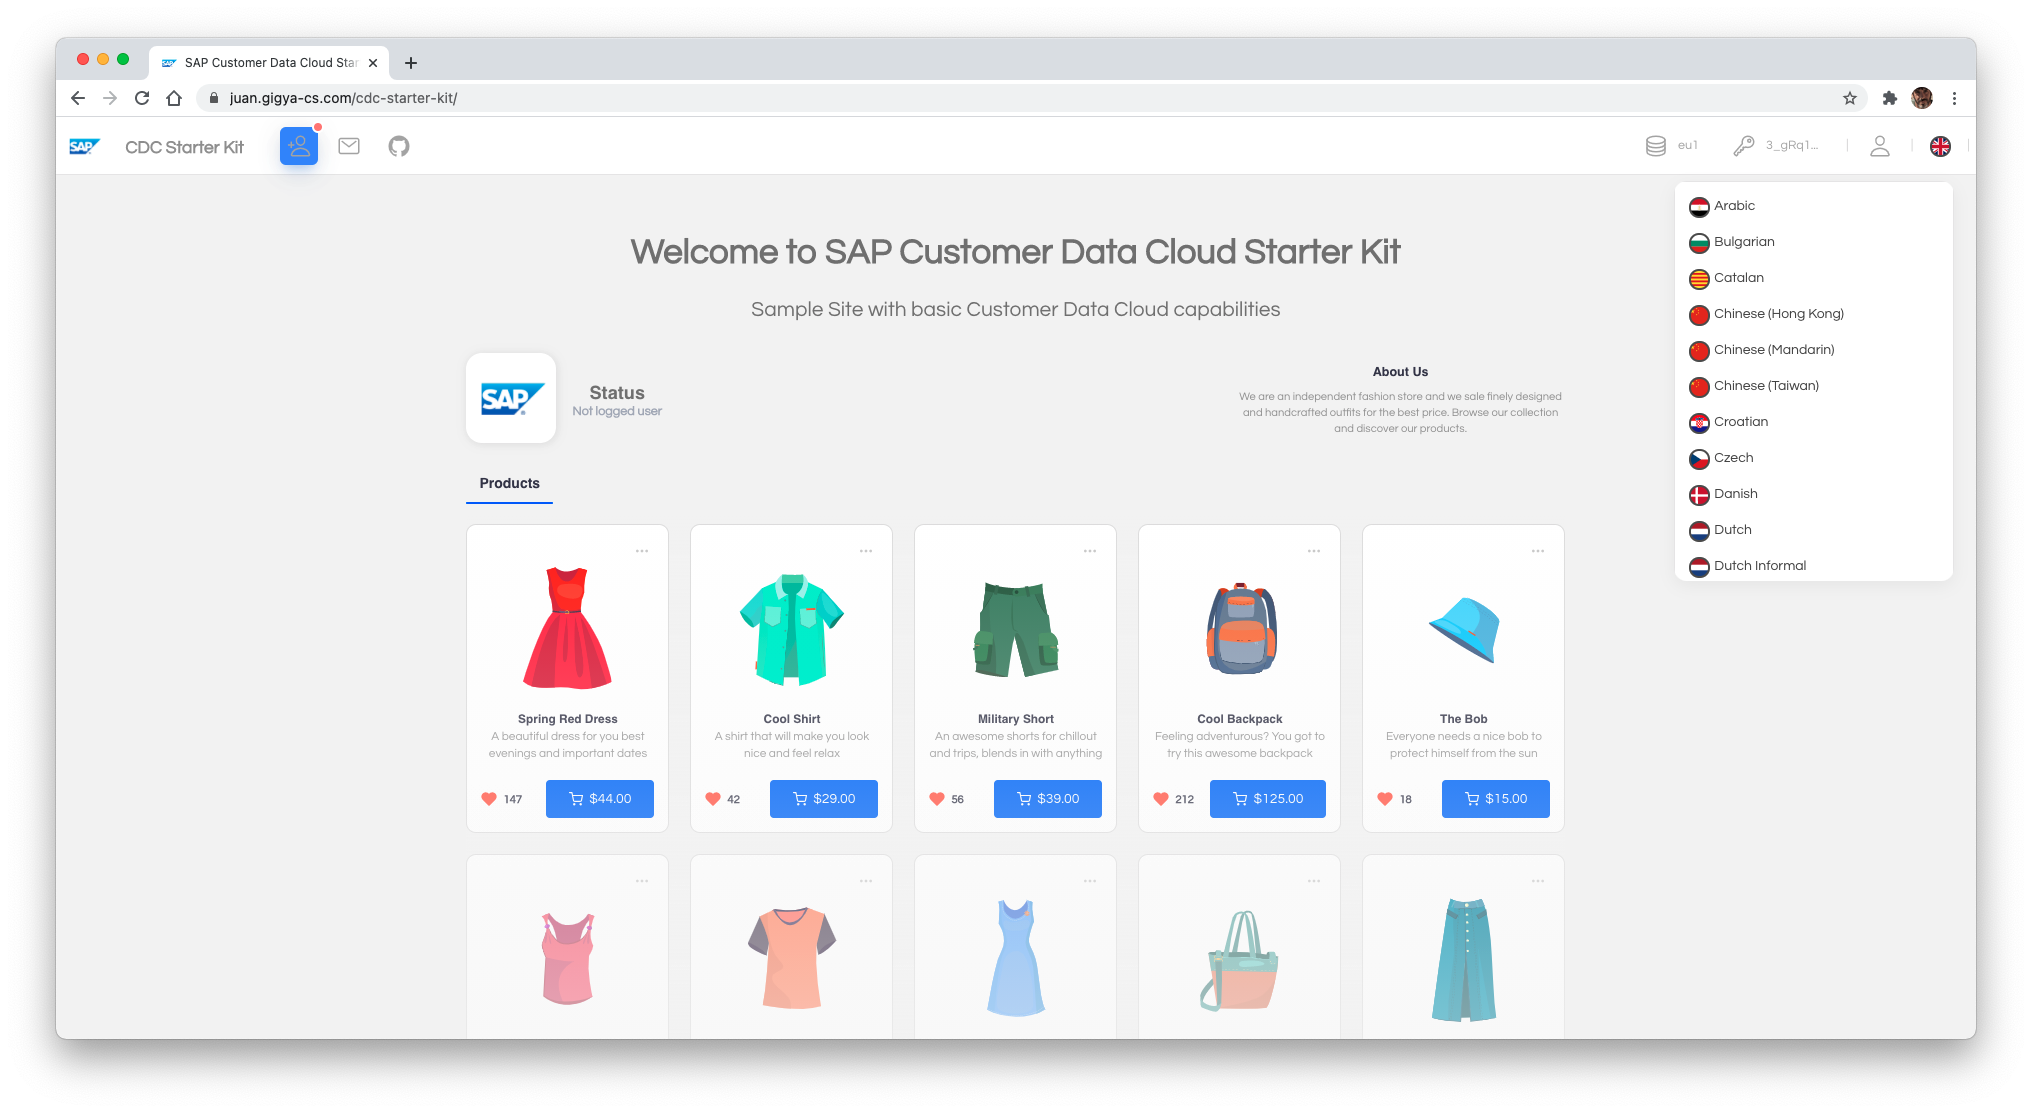 SAP Customer Data Cloud Star
juan.gigya-cs.com/cdc-starter-kit/
SAP CDC Starter Kit
eu1 3_gRq1...
Arabic
Bulgarian
Catalan
Chinese (Hong Kong)
Chinese (Mandarin)
Chinese (Taiwan)
Croatian
Czech
Danish
Dutch
Dutch Informal
Welcome to SAP Customer Data Cloud Starter Kit
Sample Site with basic Customer Data Cloud capabilities
SAP
Status
Not logged user
About Us
We are an independent fashion store and we sale finely designed
and handcrafted outfits for the best price. Browse our collection
and discover our products.
Products
Spring Red Dress
A beautiful dress for you best
evenings and important dates
147 $44.00
Cool Shirt
A shirt that will make you look
nice and feel relax
42 $29.00
Military Short
An awesome shorts for chillout
and trips, blends in with anything
56 $39.00
Cool Backpack
Feeling adventurous? You got to
try this awesome backpack
212 $125.00
The Bob
Everyone needs a nice bob to
protect himself from the sun
18 $15.00